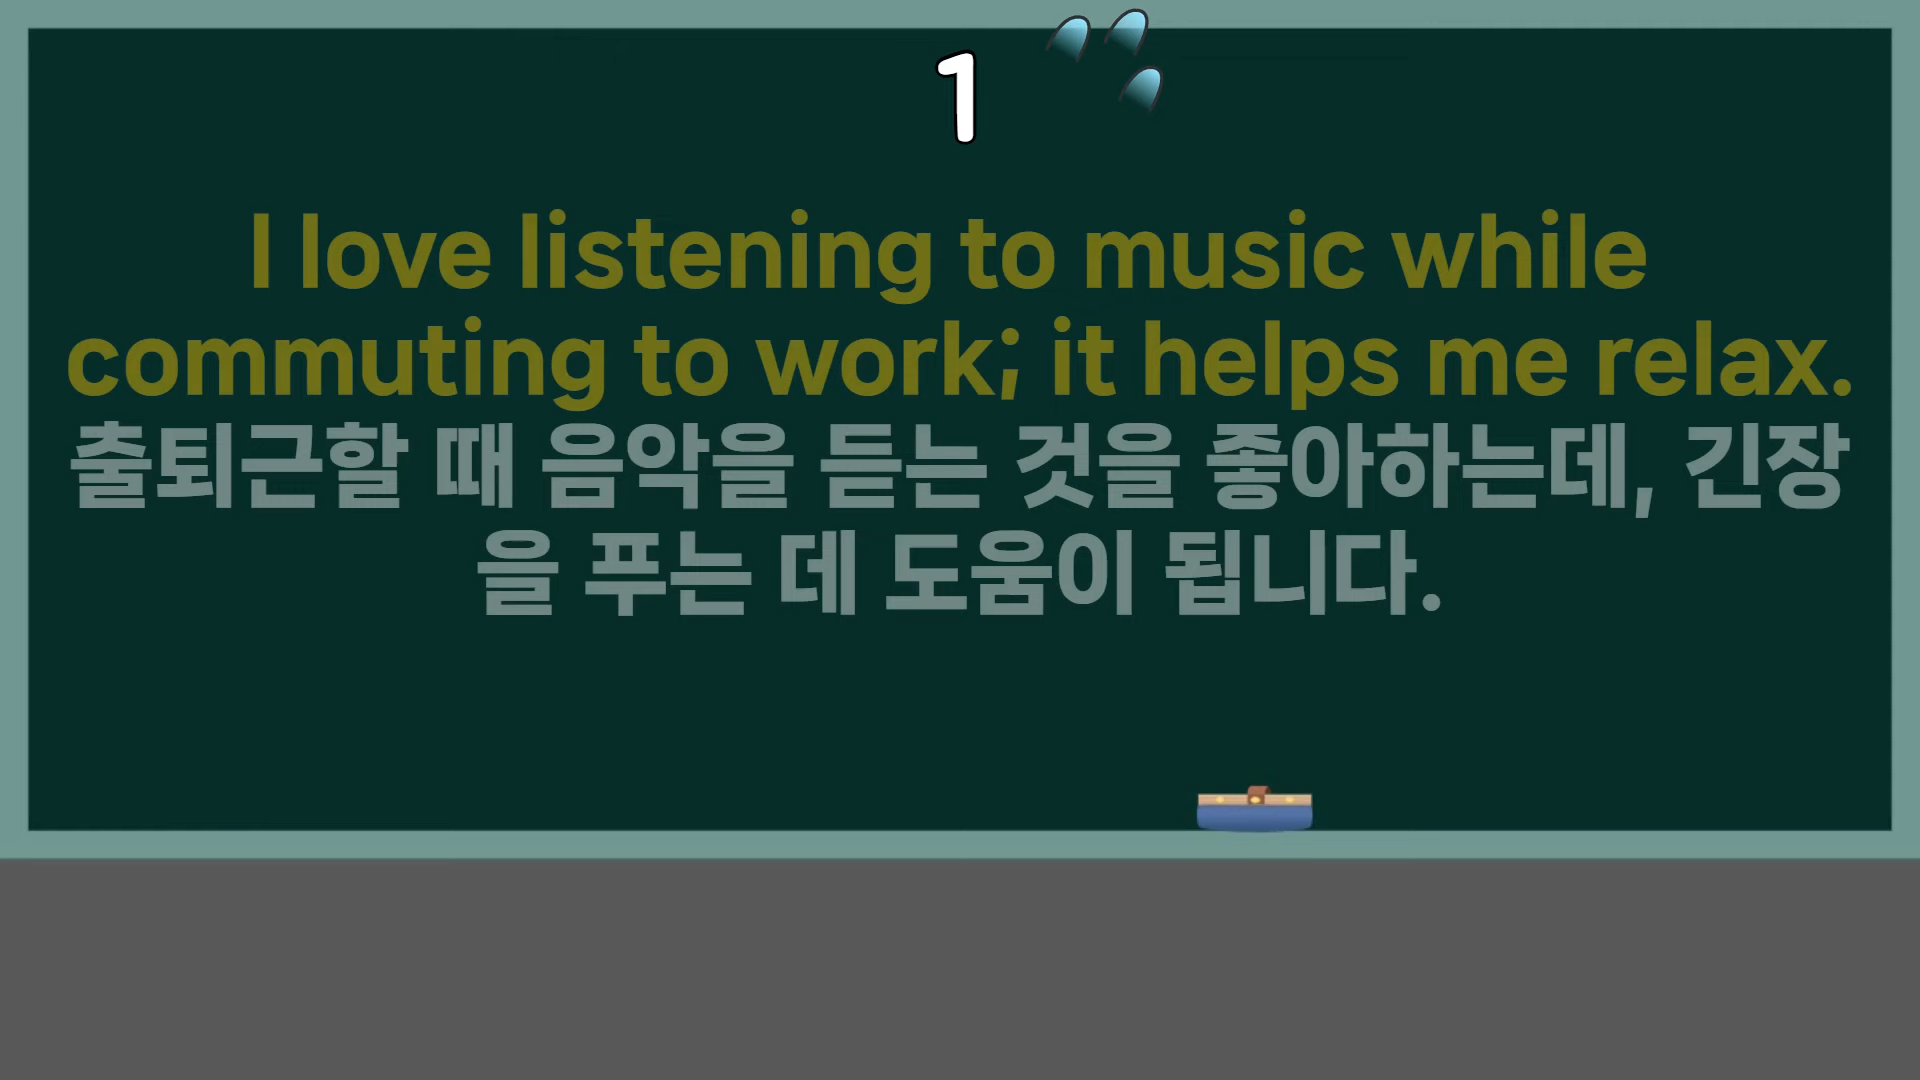 1
I love listening to music while
commuting to work; it helps me relax.
출퇴근할 때 음악을 듣는 것을 좋아하는데, 긴장
을 푸는 데 도움이 됩니다.